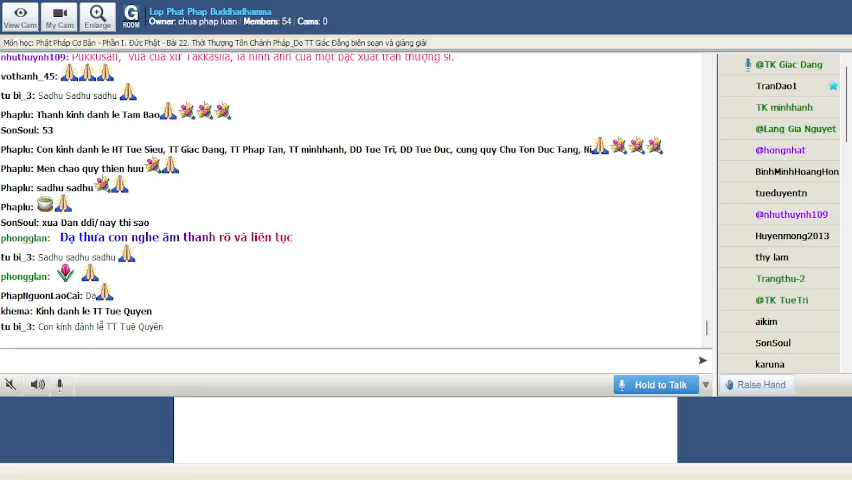 Lop Phat Phap Buddhadhamma
Owner: chua phap luan | Members: 54 | Cams: 0
View Cam
My Cam
Enlarge
G
ROOM
Môn học: Phật Pháp Cơ Bản - Phần I. Đức Phật - Bài 22. Thời Thượng Tôn Chánh Pháp_Do TT Giác Đẳng biên soạn và giảng giải
nhuthuynh109: Pukkusati, vua của xứ Takkasila, là hình ảnh của một bậc xuất trần thượng sĩ.
vothanh_45:
tu bi_3: Sadhu Sadhu sadhu
Phaplu: Thanh kinh danh le Tam Bao
SonSoul: 53
Phaplu: Con kinh danh le HT Tue Sieu, TT Giac Dang, TT Phap Tan, TT minhhanh, DD Tue Tri, DD Tue Duc, cung quy Chu Ton Duc Tang, Ni
Phaplu: Men chao quy thien huu
Phaplu: sadhu sadhu
Phaplu:
SonSoul: xua Dan ddi/nay thi sao
phongglan: Dạ thưa con nghe âm thanh rõ và liên tục
tu bi_3: Sadhu sadhu sadhu
phongglan:
PhapNguonLaoCai: Da
khema: Kinh danh le TT Tue Quyen
tu bi_3: Con kính đảnh lễ TT Tuệ Quyền
Hold to Talk
@TK Giac Dang
TranDao1
TK minhhanh
@Lang Gia Nguyet
@hongnhat
BinhMinhHoangHon
tueduyentn
@nhuthuynh109
Huyenmong2013
thy lam
Trangthu-2
@TK TueTri
aikim
SonSoul
karuna
Raise Hand